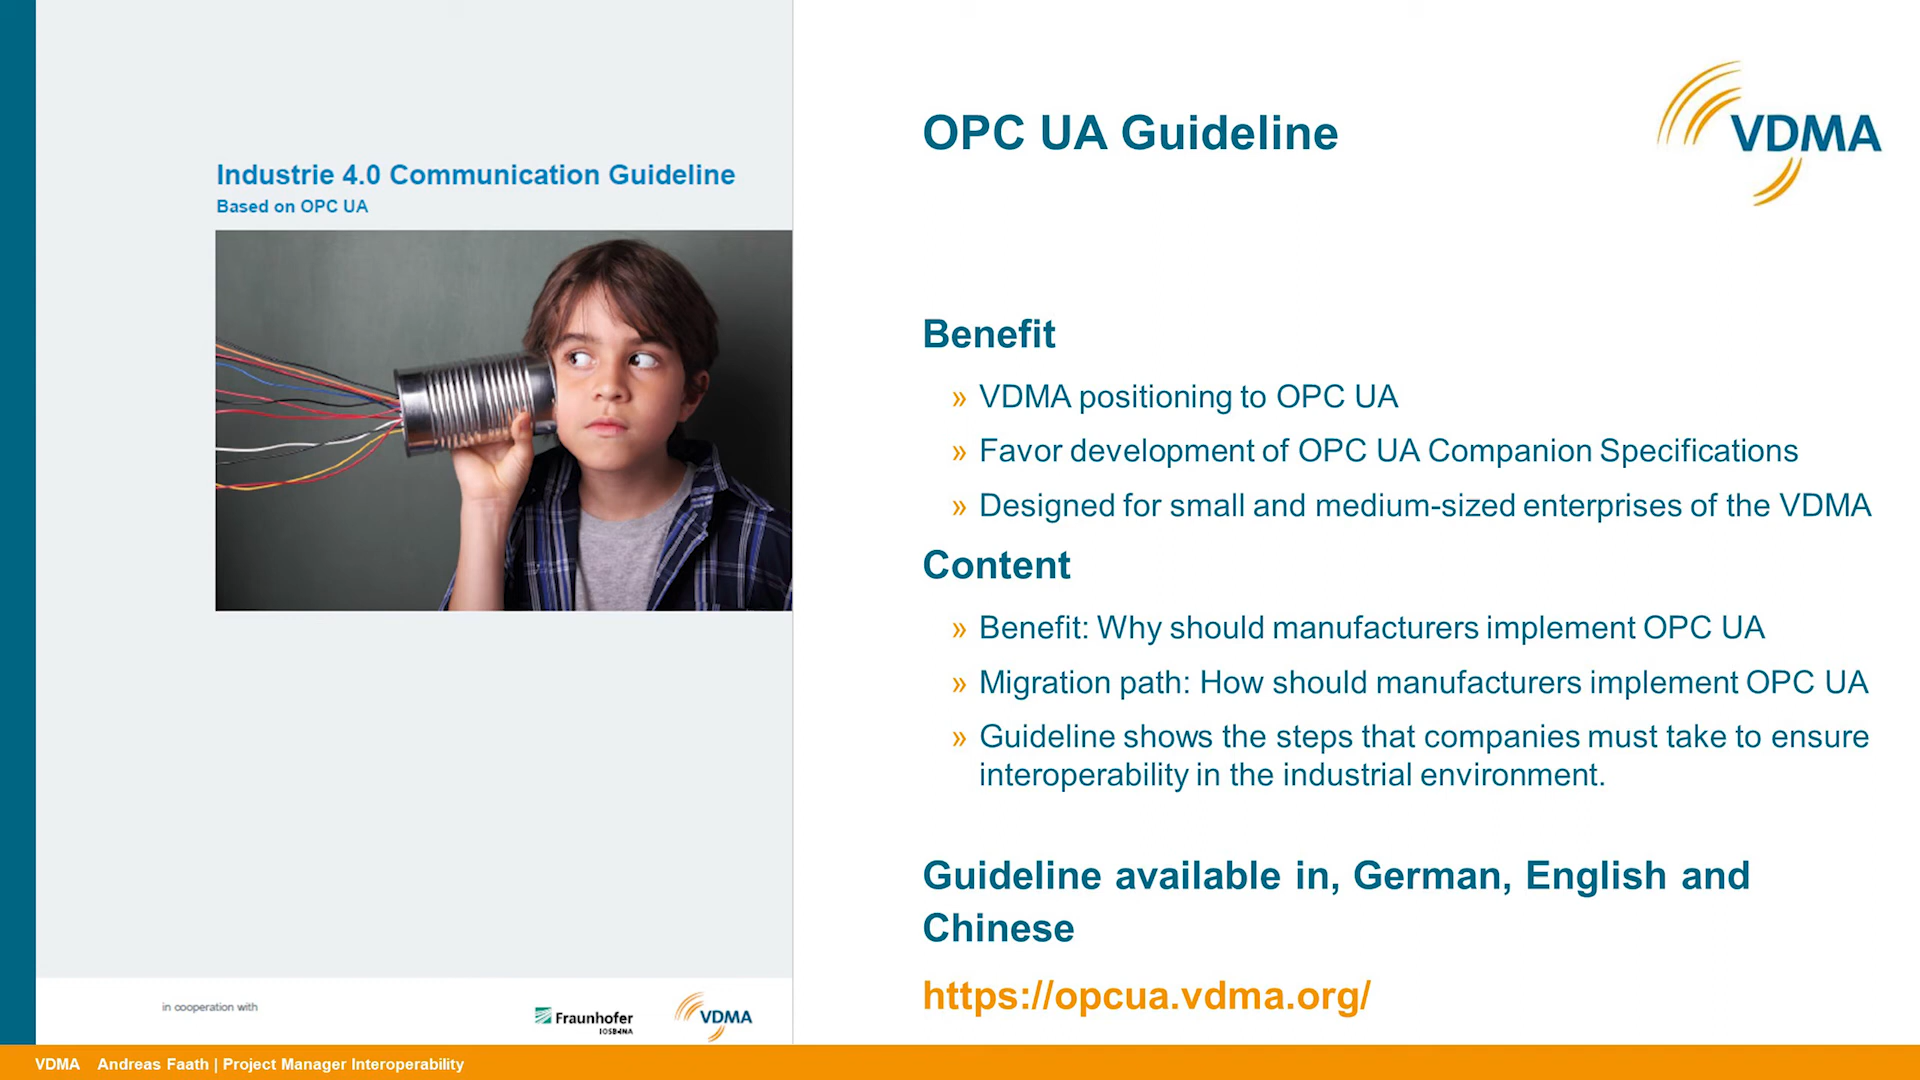 Industrie 4.0 Communication Guideline
Based on OPC UA
in cooperation with
Fraunhofer
IOSB-INA
VDMA
OPC UA Guideline
VDMA
Benefit
» VDMA positioning to OPC UA
» Favor development of OPC UA Companion Specifications
» Designed for small and medium-sized enterprises of the VDMA
Content
» Benefit: Why should manufacturers implement OPC UA
» Migration path: How should manufacturers implement OPC UA
» Guideline shows the steps that companies must take to ensure
interoperability in the industrial environment.
Guideline available in, German, English and
Chinese
https://opcua.vdma.org/
VDMA Andreas Faath | Project Manager Interoperability